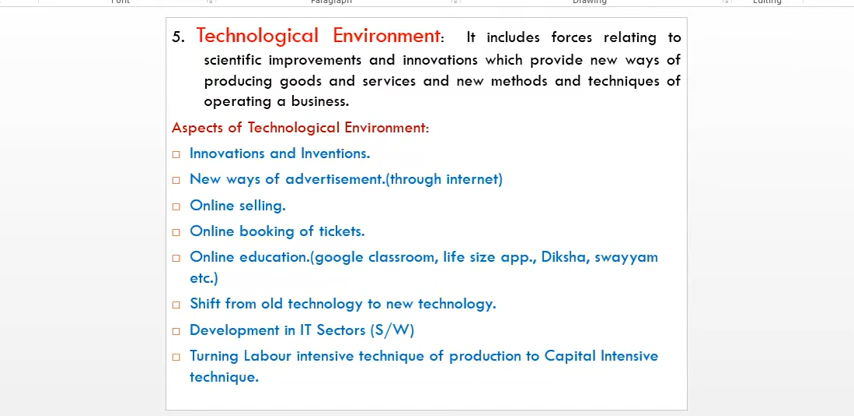 Font Paragraph Drawing Editing
5. Technological Environment: It includes forces relating to
scientific improvements and innovations which provide new ways of
producing goods and services and new methods and techniques of
operating a business.
Aspects of Technological Environment:
Innovations and Inventions.
New ways of advertisement.(through internet)
Online selling.
Online booking of tickets.
Online education.(google classroom, life size app., Diksha, swayyam
etc.)
Shift from old technology to new technology.
Development in IT Sectors (S/W)
Turning Labour intensive technique of production to Capital Intensive
technique.